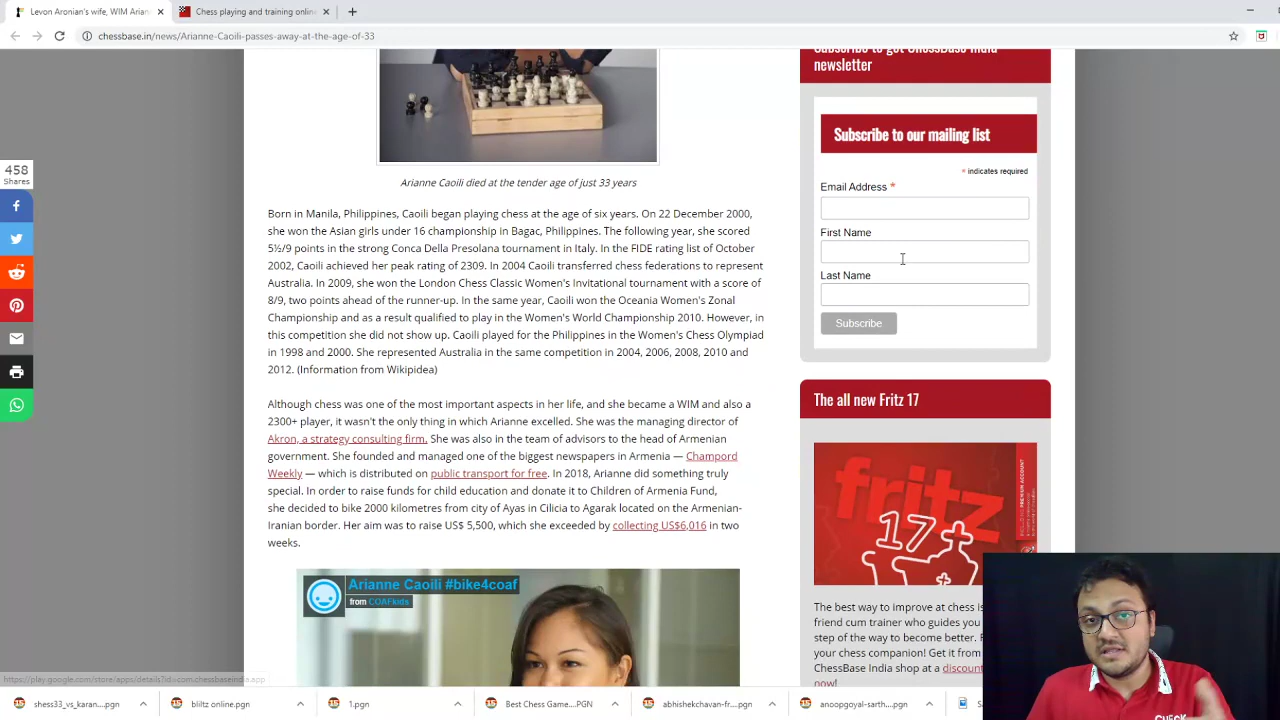 Levon Aronian's wife, WIM Arian
Chess playing and training online
chessbase.in/news/Arianne-Caoili-passes-away-at-the-age-of-33
458
Shares
Arianne Caoili died at the tender age of just 33 years
Born in Manila, Philippines, Caoili began playing chess at the age of six years. On 22 December 2000,
she won the Asian girls under 16 championship in Bagac, Philippines. The following year, she scored
5½/9 points in the strong Conca Della Presolana tournament in Italy. In the FIDE rating list of October
2002, Caoili achieved her peak rating of 2309. In 2004 Caoili transferred chess federations to represent
Australia. In 2009, she won the London Chess Classic Women's Invitational tournament with a score of
8/9, two points ahead of the runner-up. In the same year, Caoili won the Oceania Women's Zonal
Championship and as a result qualified to play in the Women's World Championship 2010. However, in
this competition she did not show up. Caoili played for the Philippines in the Women's Chess Olympiad
in 1998 and 2000. She represented Australia in the same competition in 2004, 2006, 2008, 2010 and
2012. (Information from Wikipidea)
Although chess was one of the most important aspects in her life, and she became a WIM and also a
2300+ player, it wasn't the only thing in which Arianne excelled. She was the managing director of
Akron, a strategy consulting firm. She was also in the team of advisors to the head of Armenian
government. She founded and managed one of the biggest newspapers in Armenia — Champord
Weekly — which is distributed on public transport for free. In 2018, Arianne did something truly
special. In order to raise funds for child education and donate it to Children of Armenia Fund,
she decided to bike 2000 kilometres from city of Ayas in Cilicia to Agarak located on the Armenian-
Iranian border. Her aim was to raise US$ 5,500, which she exceeded by collecting US$6,016 in two
weeks.
Arianne Caoili #bike4coaf
from COAFkids
Subscribe to get ChessBase India
newsletter
Subscribe to our mailing list
* indicates required
Email Address *
First Name
Last Name
Subscribe
The all new Fritz 17
fritz
17
The best way to improve at chess is
friend cum trainer who guides you
step of the way to become better.
your chess companion! Get it from
ChessBase India shop at a discount
now!
https://play.google.com/store/apps/details?id=com.chessbaseindia.app
shess33_vs_karan....pgn
bliltz online.pgn
1.pgn
Best Chess Game....PGN
abhishekchavan-fr....pgn
anoopgoyal-sarth....pgn
CHECK